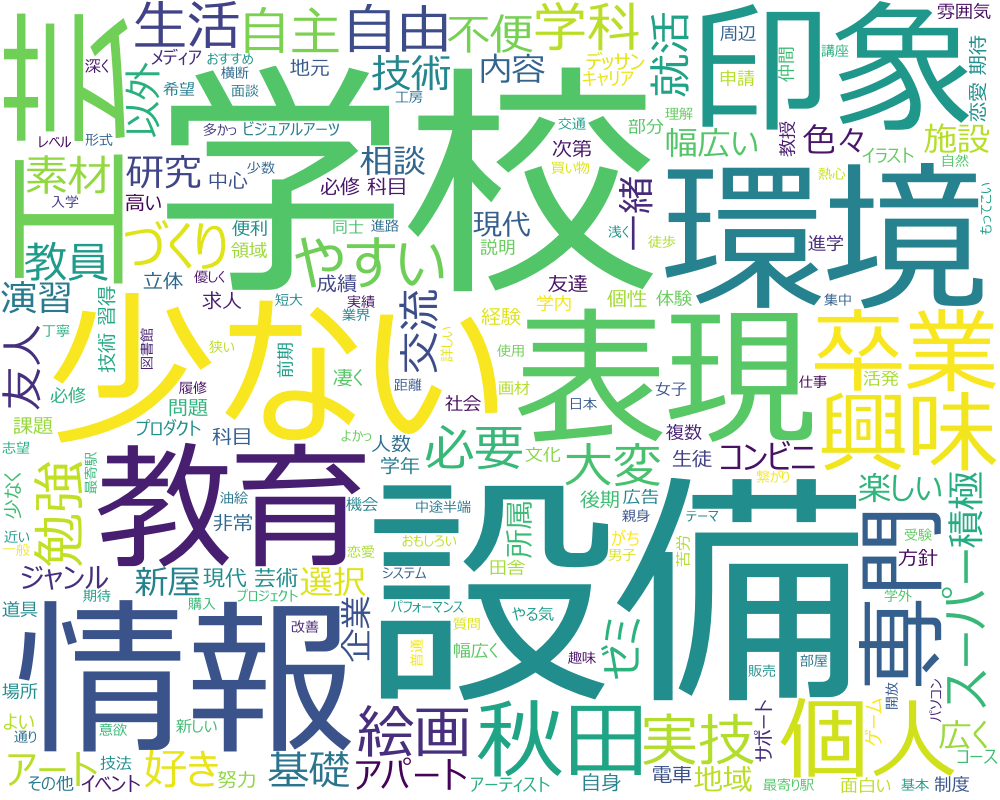 学校
設備
少ない
情報
環境
印象
表現
教育
工芸
卒業
興味
専門
個人
秋田
絵画
実技
生活
自主
自由
不便
学科
就活
技術
内容
以外
素材
研究
相談
教員
づくり
やすい
演習
友人
交流
現代
一緒
幅広い
色々
施設
必要
大変
コンビニ
勉強
ジャンル
新屋
現代 芸術
選択
企業
ゼミ
所属
積極
楽しい
方針
スーパー
広く
アート
好き
基礎
アパート
サポート
地域
電車
自身
努力
イベント
その他
技法
アーティスト
最寄り駅
面白い
基本
制度
コース
パソコン
ゲーム
開放
部屋
販売
趣味
幅広く
質問
普通
パフォーマンス
やる気
システム
プロジェクト
改善
購入
期待
道具
場所
よい
通り
意欲
新しい
メディア
おすすめ
深く
横断
地元
希望
面談
工房
多かっ
ビジュアルアーツ
レベル
形式
少数
中心
必修 科目
入学
高い
便利
同士
進路
領域
説明
立体
優しく
成績
求人
短大
実績
業界
丁寧
技術 習得
図書館
狭い
前期
凄く
距離
詳しい
経験
使用
画材
必修
履修
問題
課題
プロダクト
科目
よかっ
社会
人数
学年
文化
日本
女子
仕事
活発
複数
生徒
繋がり
志望
少なく
最寄駅
近い
一般
油絵
非常
機会
恋愛
中途半端
おもしろい
後期
広告
親身
テーマ
がち
男子
田舎
苦労
受験
学外
雰囲気
恋愛 期待
周辺
講座
仲間
申請
デッサン
キャリア
理解
部分
交通
次第
買い物
教授
イラスト
自然
熱心
もってこい
浅く
徒歩
進学
友達
学内
個性
体験
集中